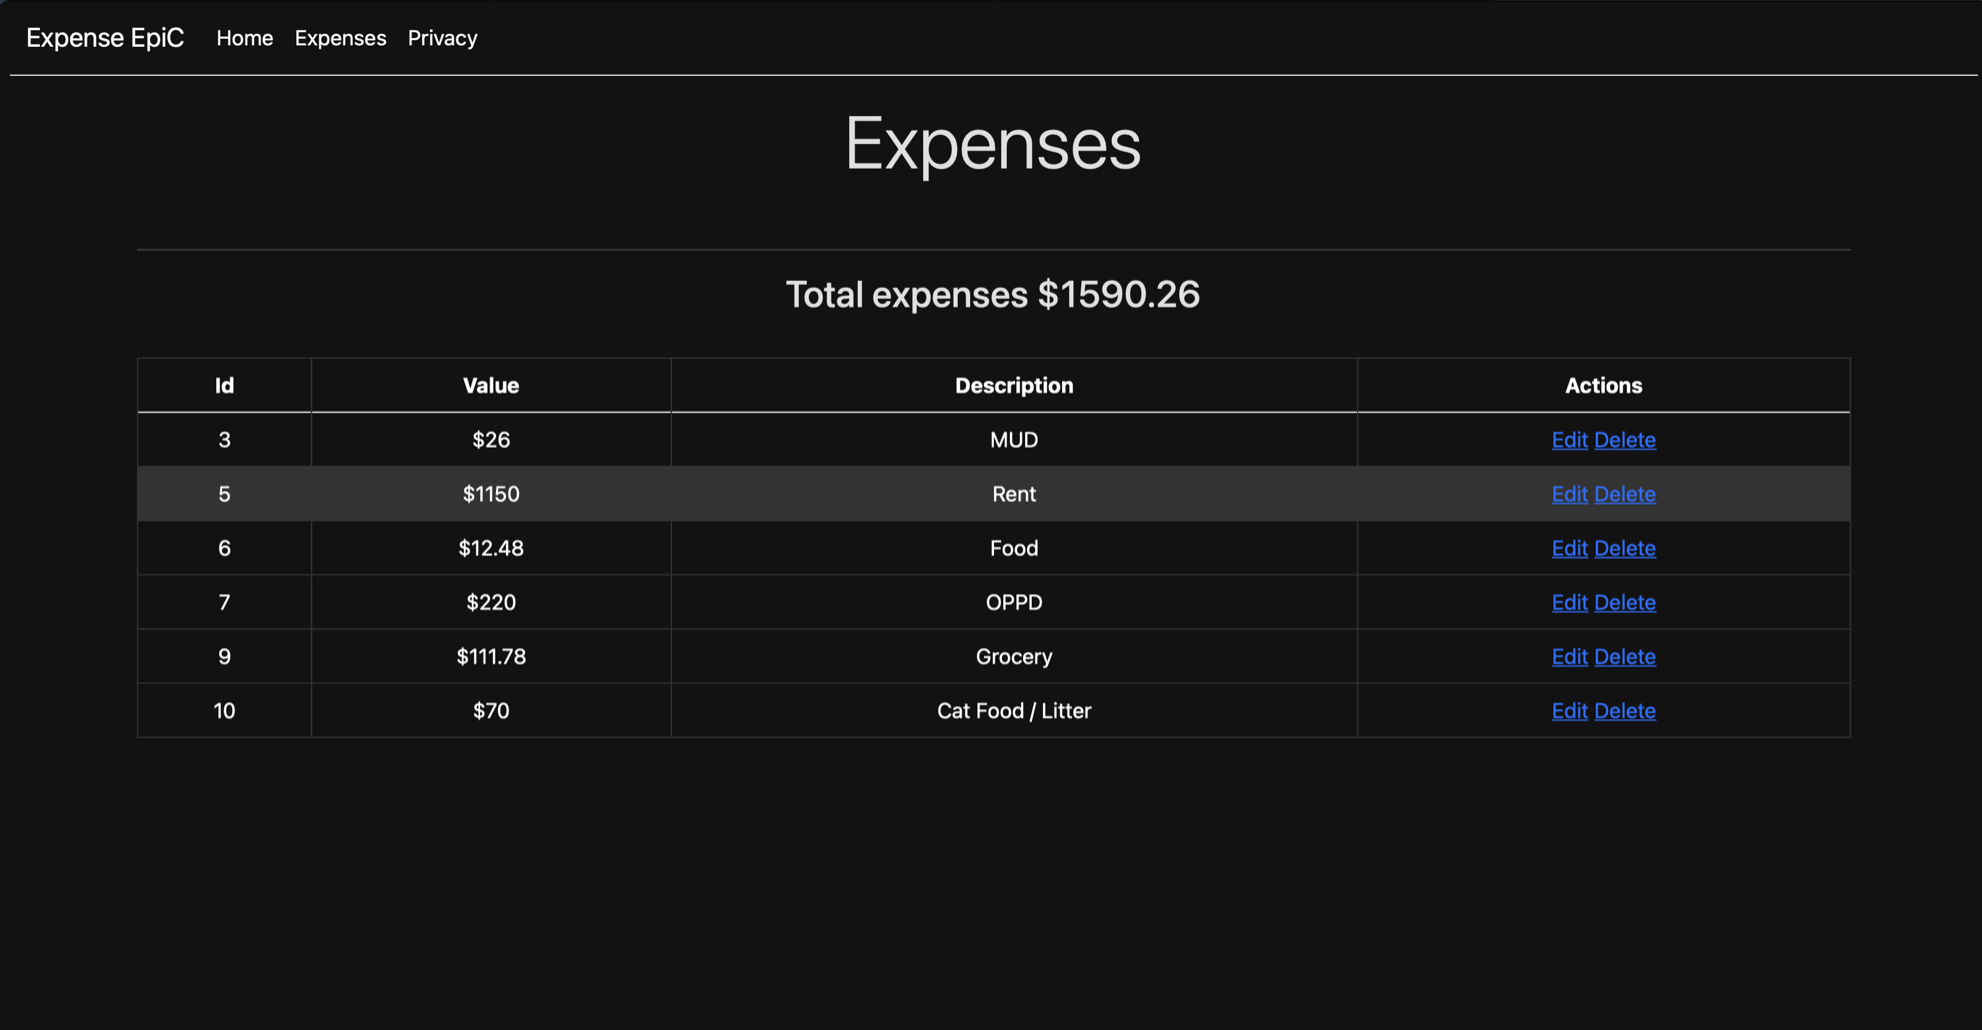 Expense EpiC Home Expenses Privacy
Expenses
Total expenses $1590.26
Id Value Description Actions
3 $26 MUD Edit Delete
5 $1150 Rent Edit Delete
6 $12.48 Food Edit Delete
7 $220 OPPD Edit Delete
9 $111.78 Grocery Edit Delete
10 $70 Cat Food / Litter Edit Delete